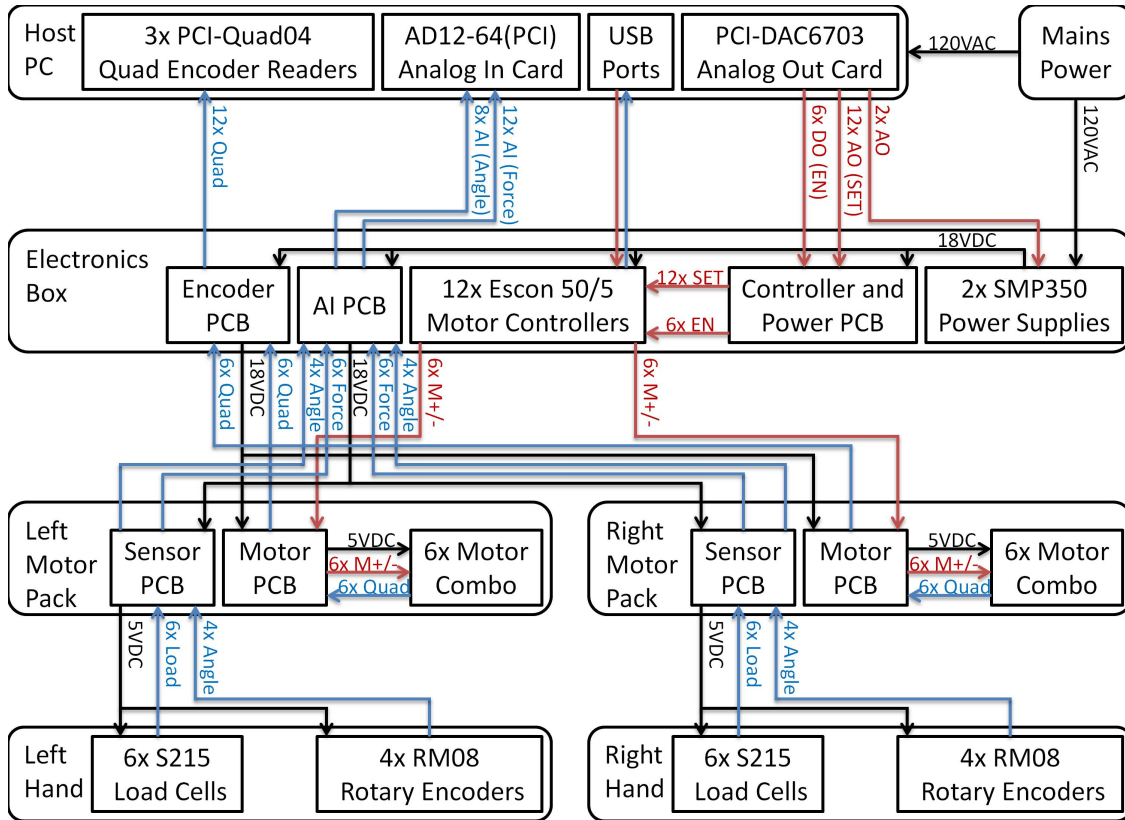 Host
PC
3x PCI-Quad04
Quad Encoder Readers
AD12-64(PCI)
Analog In Card
USB
Ports
PCI-DAC6703
Analog Out Card
120VAC
Mains
Power
12x Quad
8x AI (Angle)
12x AI (Force)
6x DO (EN)
12x AO (SET)
2x AO
120VAC
Electronics
Box
18VDC
Encoder
PCB
AI PCB
12x Escon 50/5
Motor Controllers
12x SET
6x EN
Controller and
Power PCB
2x SMP350
Power Supplies
6x Quad
18VDC
6x Quad
4x Angle
6x Force
18VDC
6x Force
4x Angle
6x M+/-
6x M+/-
Left
Motor
Pack
Sensor
PCB
Motor
PCB
5VDC
6x M+/-
6x Quad
6x Motor
Combo
Right
Motor
Pack
Sensor
PCB
Motor
PCB
5VDC
6x M+/-
6x Quad
6x Motor
Combo
5VDC
6x Load
4x Angle
5VDC
6x Load
4x Angle
Left
Hand
6x S215
Load Cells
4x RM08
Rotary Encoders
Right
Hand
6x S215
Load Cells
4x RM08
Rotary Encoders